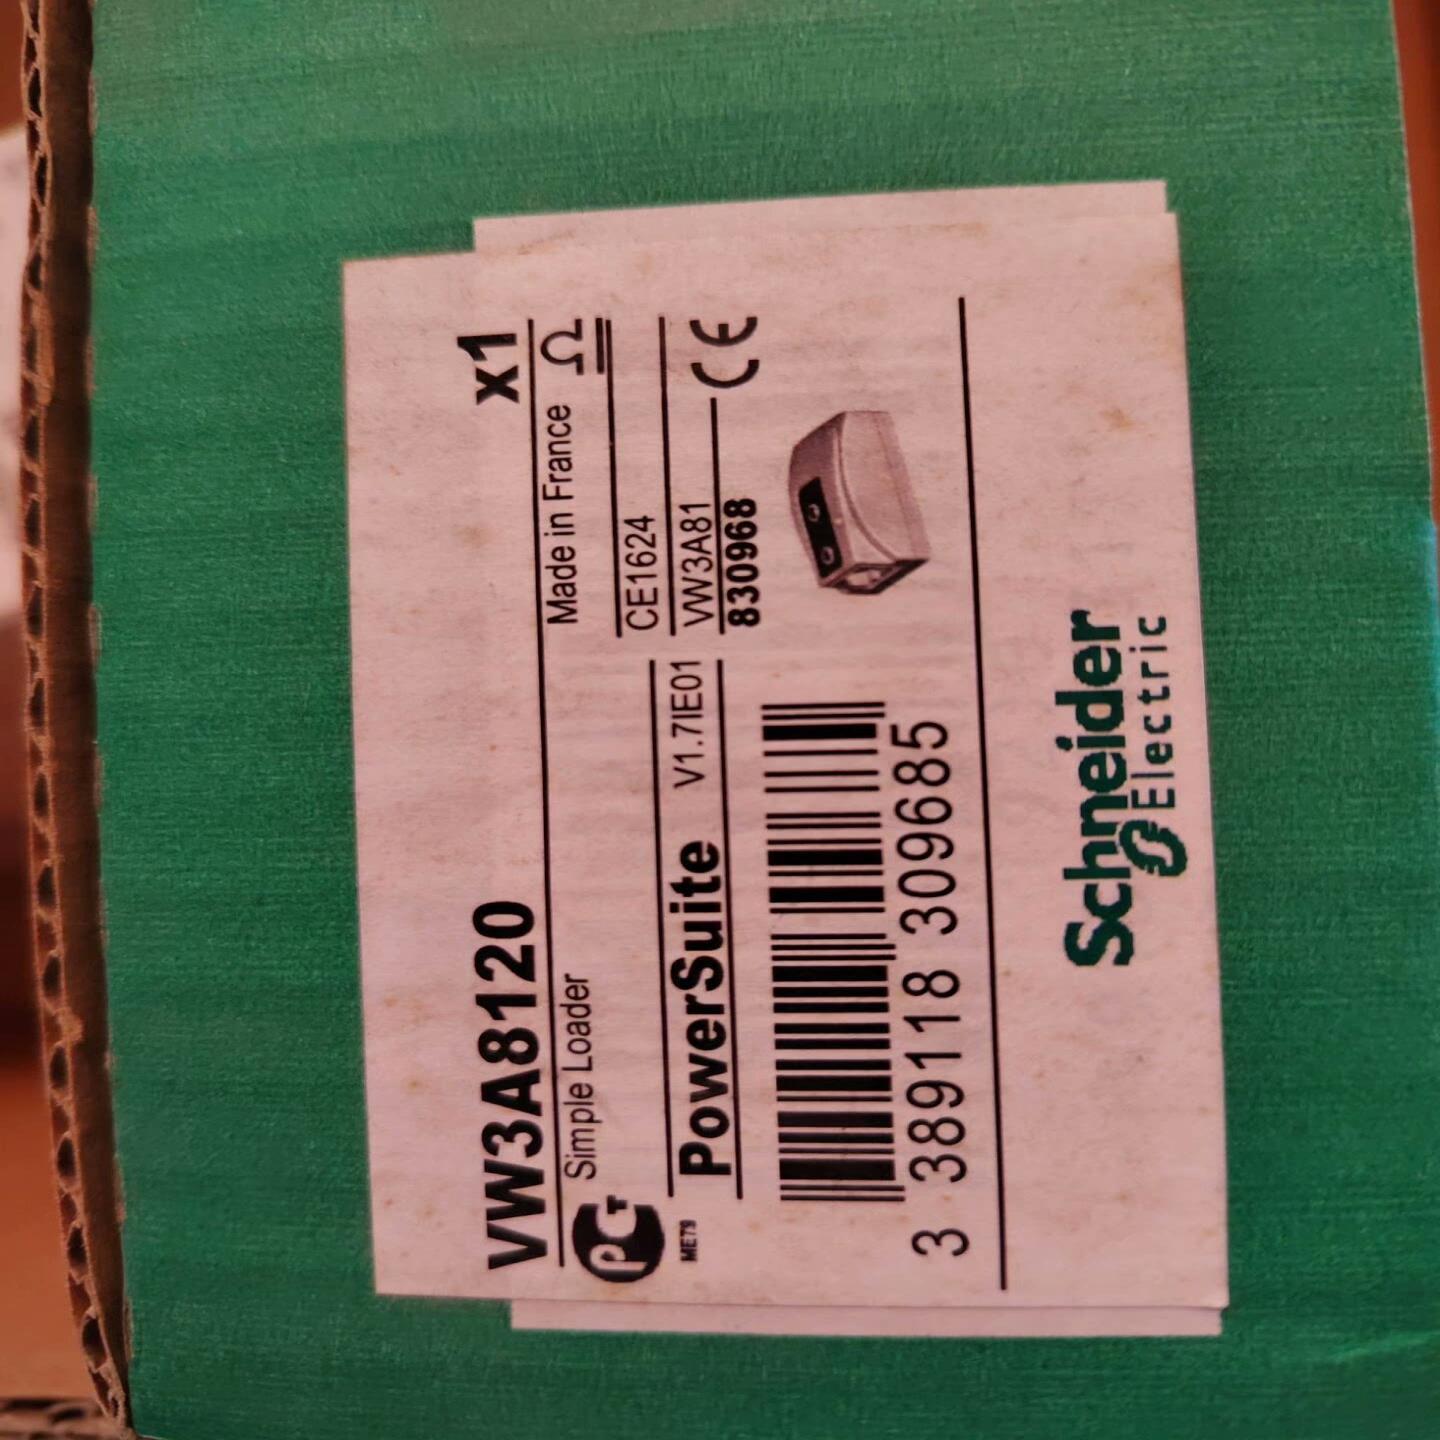 VW3A8120 x1
Simple Loader Made in France Ω
CE1624
PowerSuite V1.7IE01
VW3A81 CE
830968
PCT
ME79
3 389118 309685
Schneider
Electric